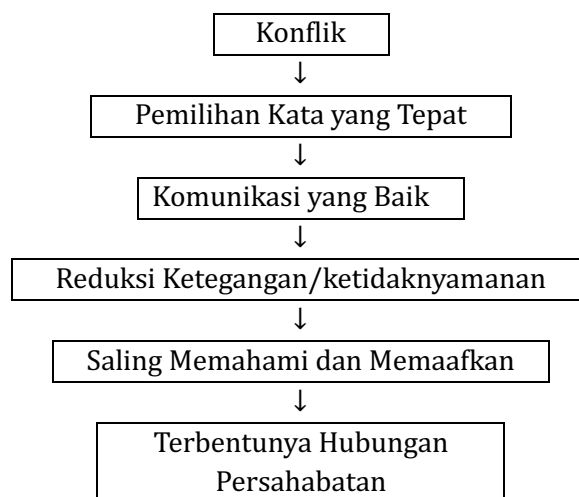 Konflik
↓
Pemilihan Kata yang Tepat
↓
Komunikasi yang Baik
↓
Reduksi Ketegangan/ketidaknyamanan
↓
Saling Memahami dan Memaafkan
↓
Terbentunya Hubungan
Persahabatan